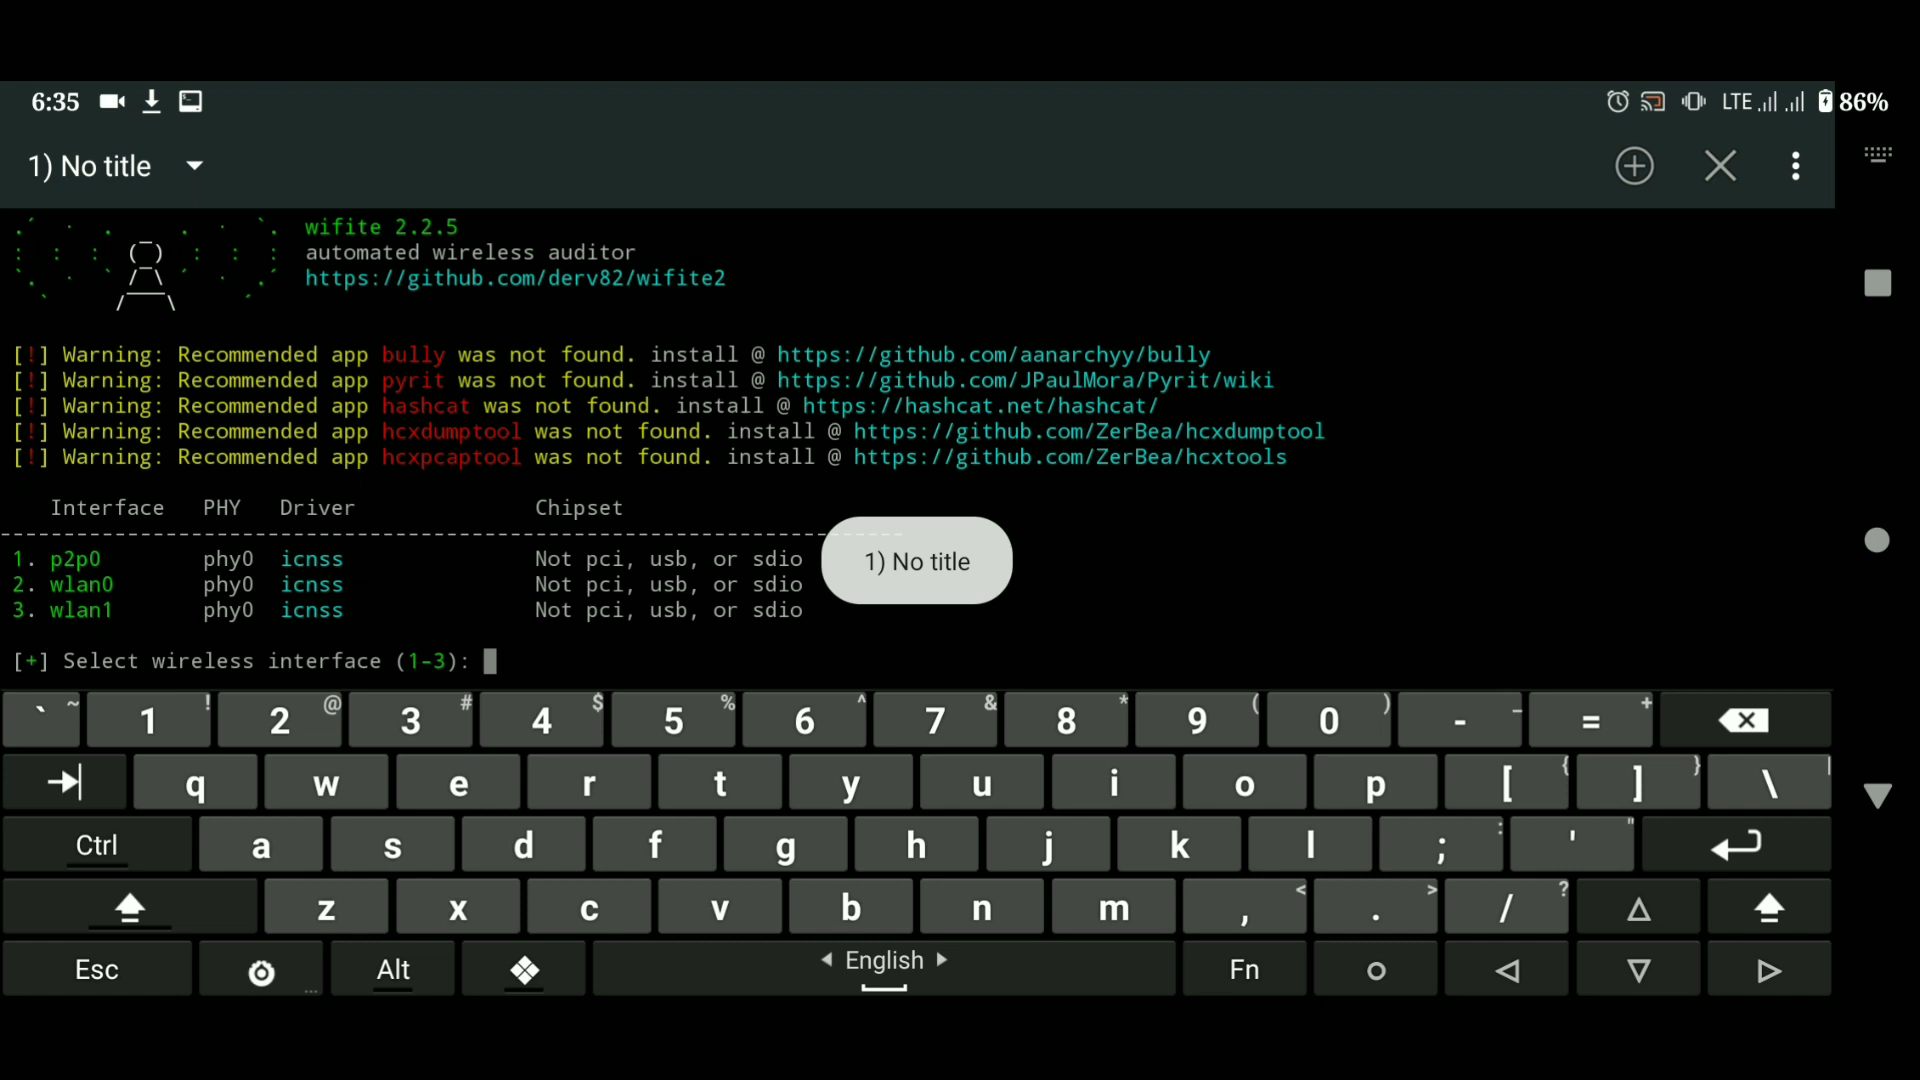 6:35 LTE 86%
1) No title
wifite 2.2.5
automated wireless auditor
https://github.com/derv82/wifite2
[!] Warning: Recommended app bully was not found. install @ https://github.com/aanarchyy/bully
[!] Warning: Recommended app pyrit was not found. install @ https://github.com/JPaulMora/Pyrit/wiki
[!] Warning: Recommended app hashcat was not found. install @ https://hashcat.net/hashcat/
[!] Warning: Recommended app hcxdumptool was not found. install @ https://github.com/ZerBea/hcxdumptool
[!] Warning: Recommended app hcxpcaptool was not found. install @ https://github.com/ZerBea/hcxtools
Interface PHY Driver Chipset
1. p2p0 phy0 icnss Not pci, usb, or sdio
2. wlan0 phy0 icnss Not pci, usb, or sdio
3. wlan1 phy0 icnss Not pci, usb, or sdio
1) No title
[+] Select wireless interface (1-3):
` ~ 1 ! 2 @ 3 # 4 $ 5 % 6 ^ 7 & 8 * 9 ( 0 ) - _ = +
q w e r t y u i o p [ { ] } \ |
Ctrl a s d f g h j k l ; : ' "
z x c v b n m , < . > / ?
Esc ... Alt English Fn